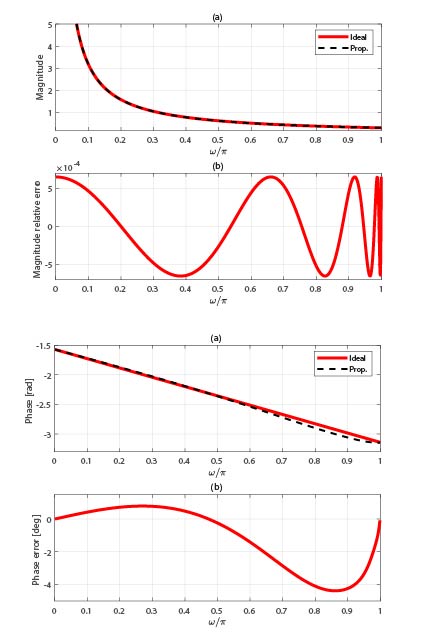 (a)
Magnitude
5
4
3
2
1
Ideal
Prop.
0 0.1 0.2 0.3 0.4 0.5 0.6 0.7 0.8 0.9 1
ω/π
(b)
×10⁻⁴
Magnitude relative erro
5
0
-5
0 0.1 0.2 0.3 0.4 0.5 0.6 0.7 0.8 0.9 1
ω/π
(a)
Phase [rad]
-1.5
-2
-2.5
-3
Ideal
Prop.
0 0.1 0.2 0.3 0.4 0.5 0.6 0.7 0.8 0.9 1
ω/π
(b)
Phase error [deg]
0
-2
-4
0 0.1 0.2 0.3 0.4 0.5 0.6 0.7 0.8 0.9 1
ω/π